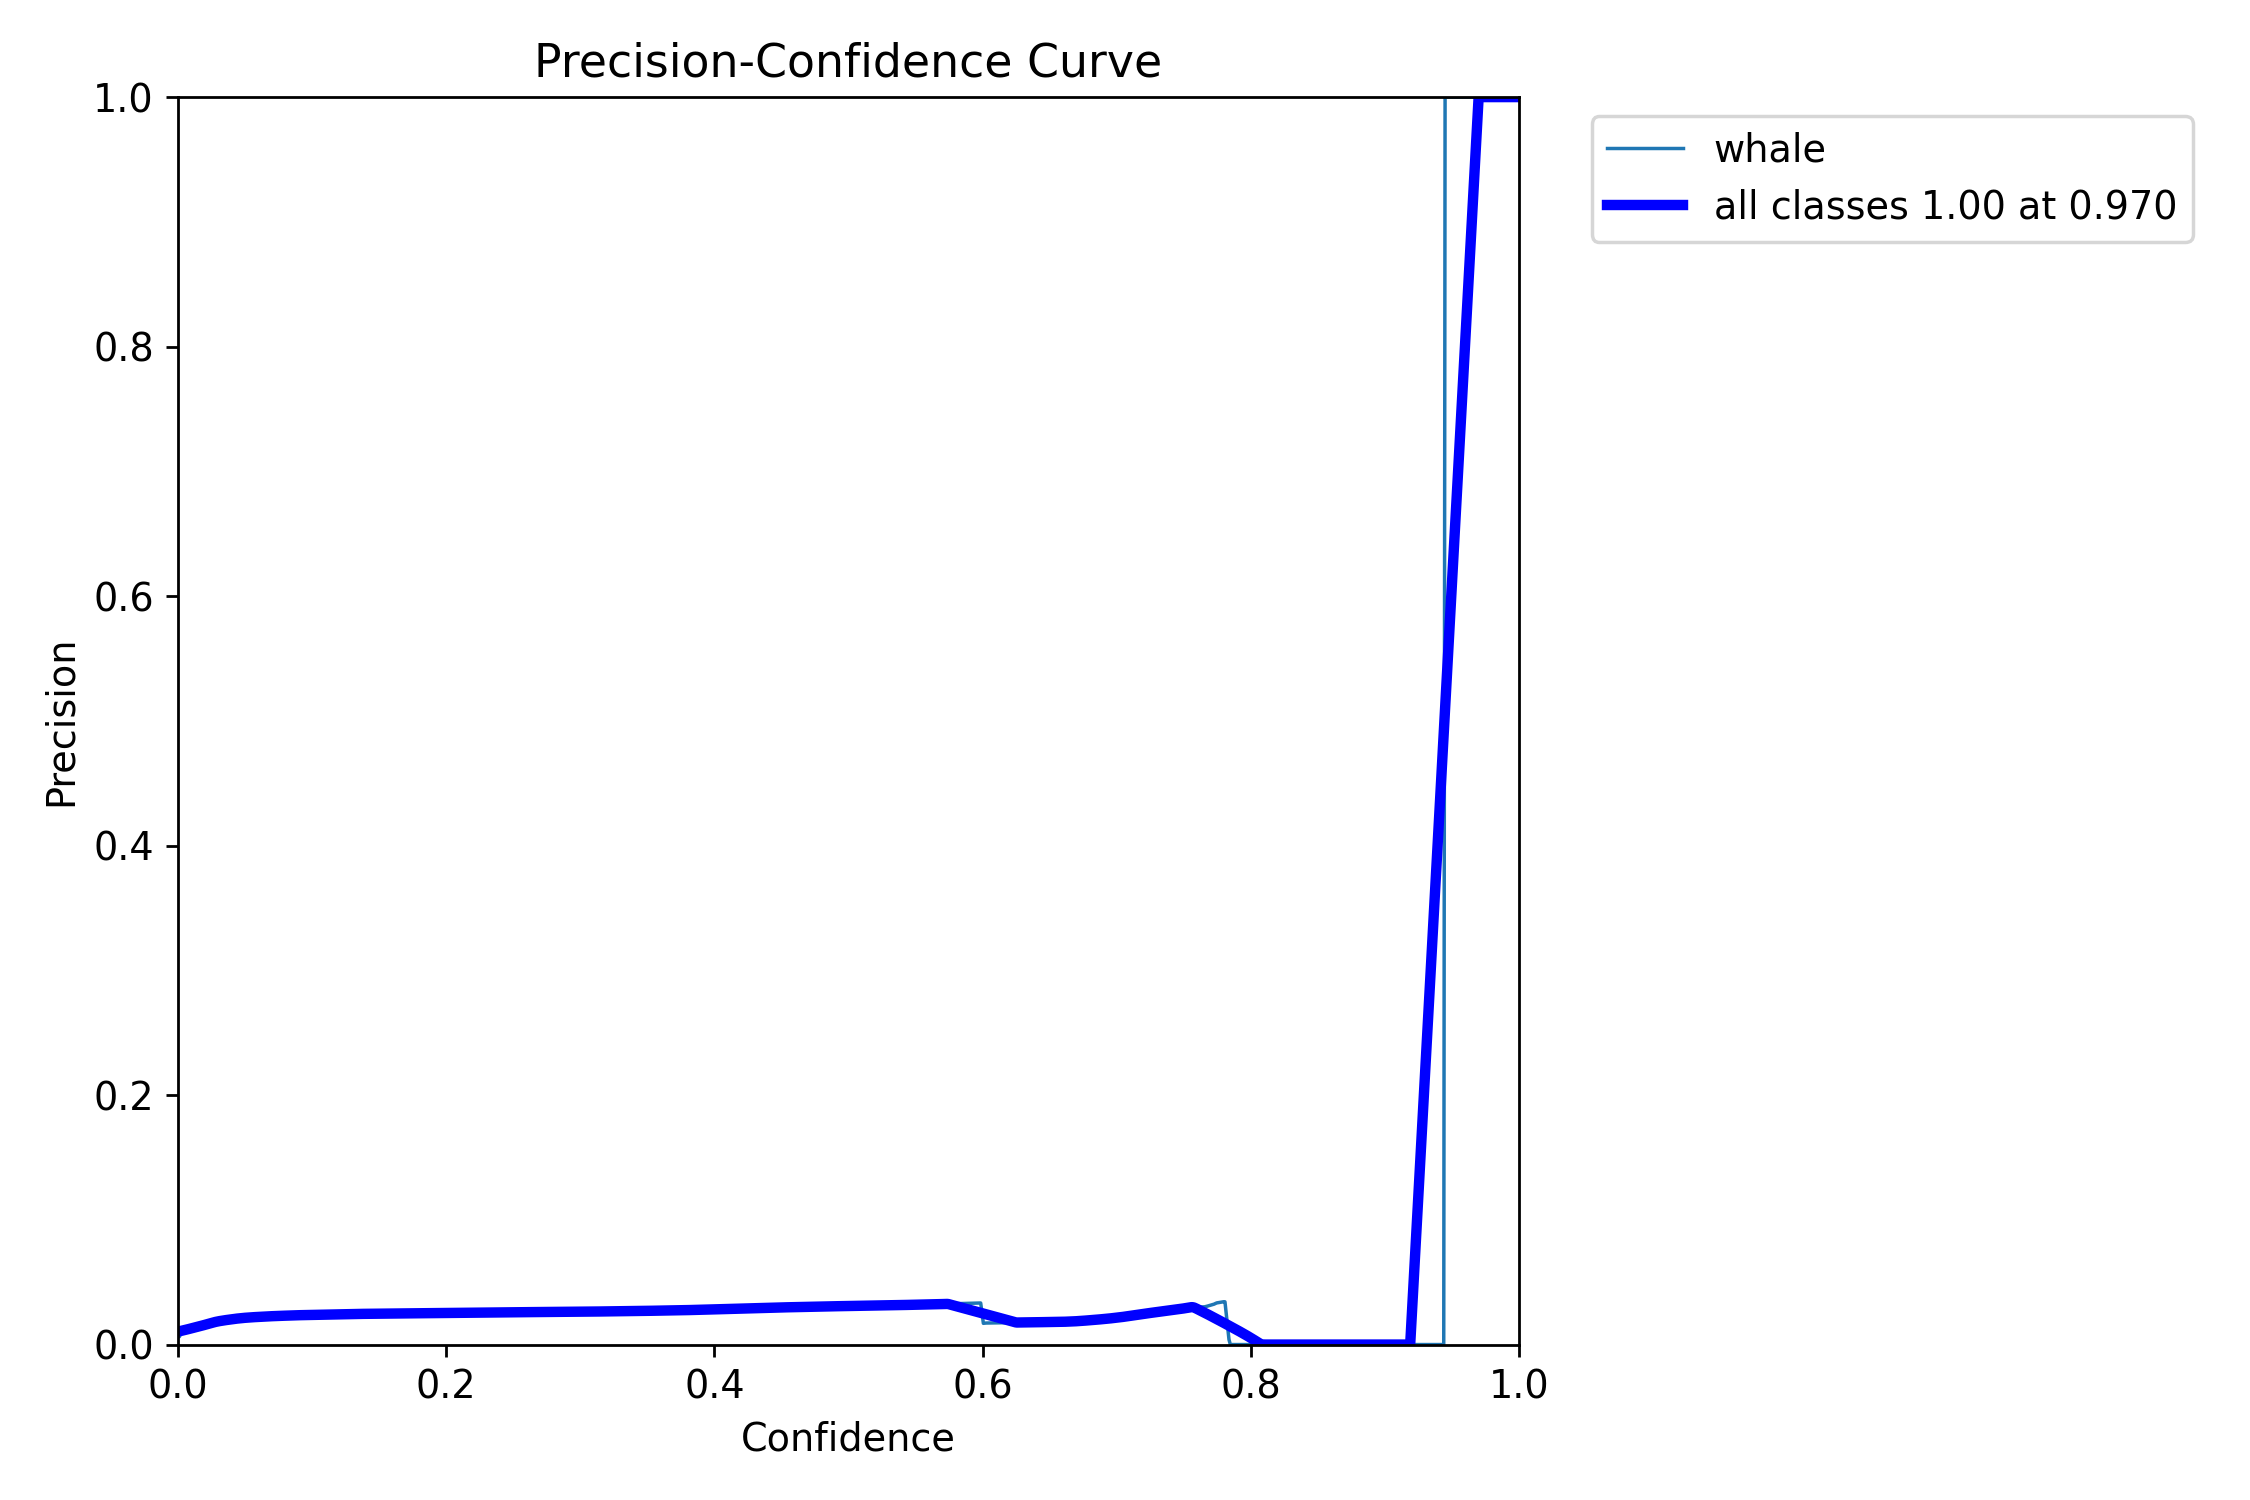 Precision-Confidence Curve
1.0
0.8
0.6
0.4
0.2
0.0
Precision
0.0 0.2 0.4 0.6 0.8 1.0
Confidence
whale
all classes 1.00 at 0.970